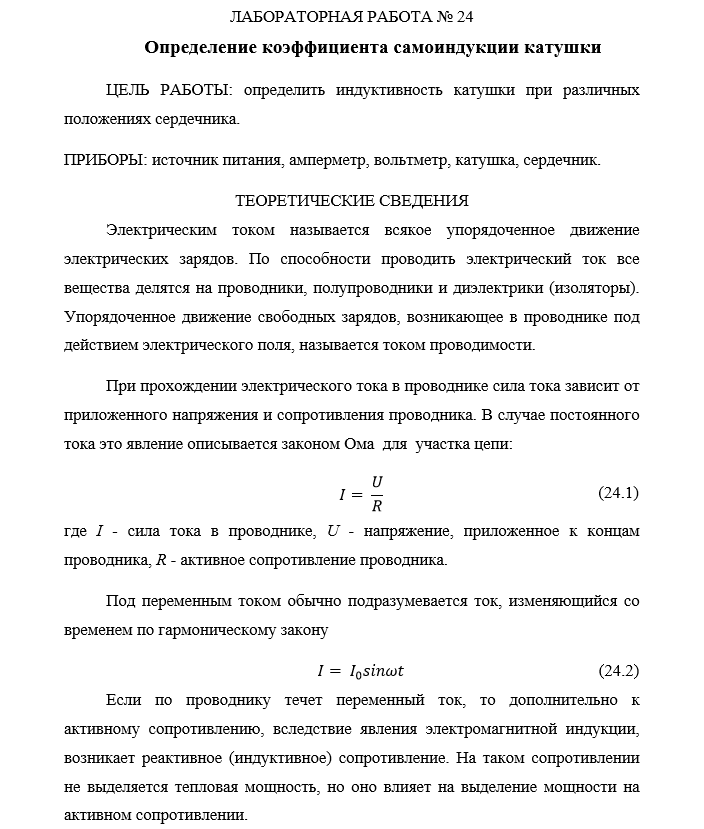 ЛАБОРАТОРНАЯ РАБОТА № 24
Определение коэффициента самоиндукции катушки
ЦЕЛЬ РАБОТЫ: определить индуктивность катушки при различных
положениях сердечника.
ПРИБОРЫ: источник питания, амперметр, вольтметр, катушка, сердечник.
ТЕОРЕТИЧЕСКИЕ СВЕДЕНИЯ
Электрическим током называется всякое упорядоченное движение
электрических зарядов. По способности проводить электрический ток все
вещества делятся на проводники, полупроводники и диэлектрики (изоляторы).
Упорядоченное движение свободных зарядов, возникающее в проводнике под
действием электрического поля, называется током проводимости.
При прохождении электрического тока в проводнике сила тока зависит от
приложенного напряжения и сопротивления проводника. В случае постоянного
тока это явление описывается законом Ома для участка цепи:
I = U/R (24.1)
где I - сила тока в проводнике, U - напряжение, приложенное к концам
проводника, R - активное сопротивление проводника.
Под переменным током обычно подразумевается ток, изменяющийся со
временем по гармоническому закону
I = I₀sinωt (24.2)
Если по проводнику течет переменный ток, то дополнительно к
активному сопротивлению, вследствие явления электромагнитной индукции,
возникает реактивное (индуктивное) сопротивление. На таком сопротивлении
не выделяется тепловая мощность, но оно влияет на выделение мощности на
активном сопротивлении.